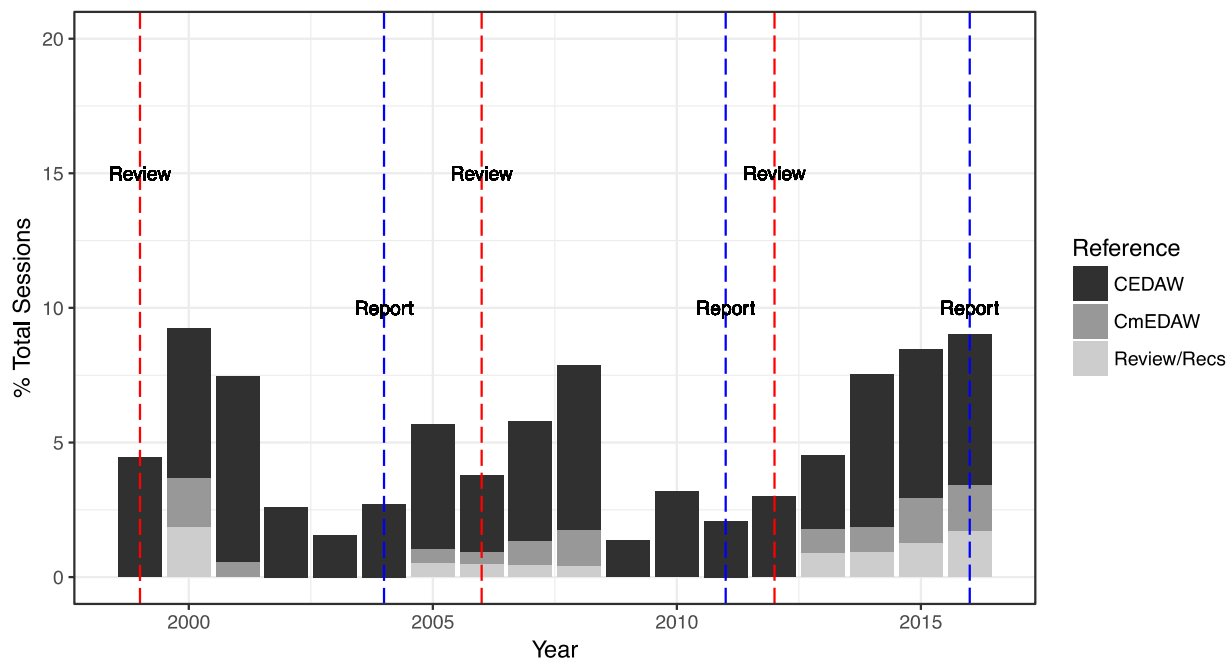 20
15
10
5
0
% Total Sessions
Review
Review
Review
Report
Report
Report
2000
2005
2010
2015
Year
Reference
CEDAW
CmEDAW
Review/Recs